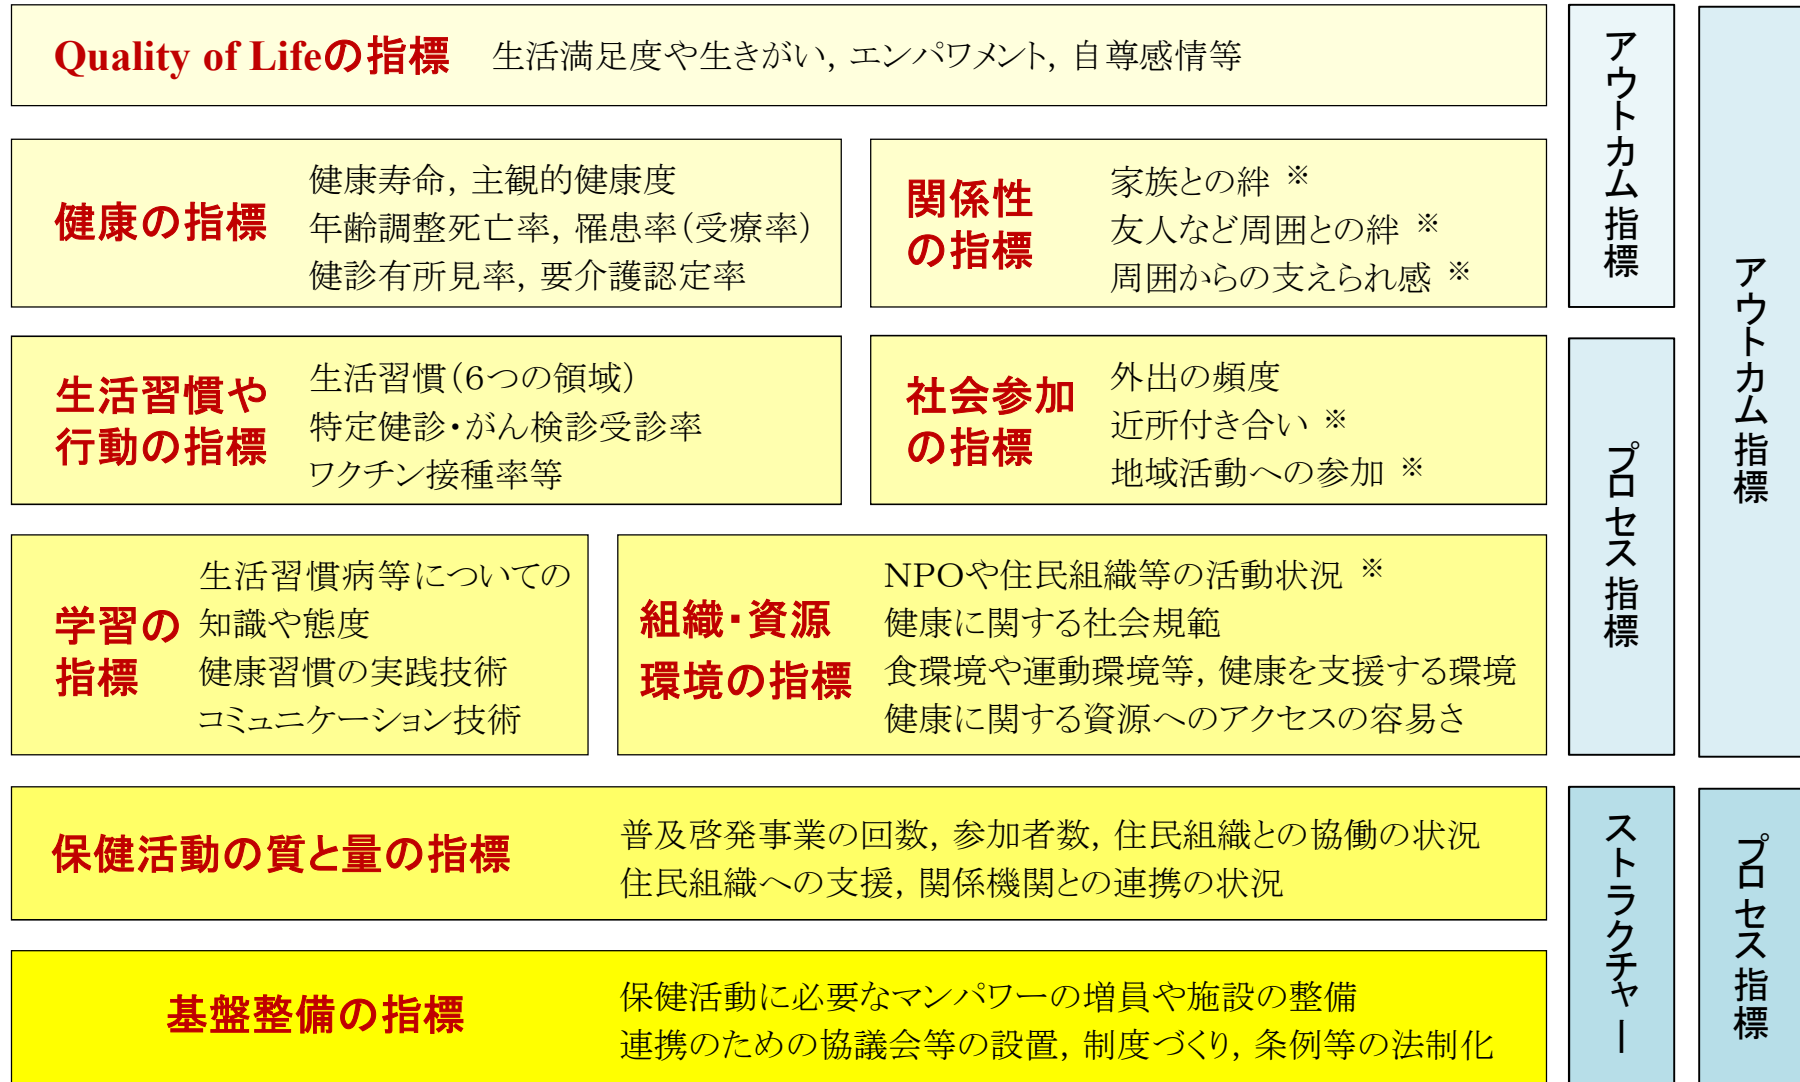 Quality of Lifeの指標
生活満足度や生きがい, エンパワメント, 自尊感情等
健康の指標
健康寿命, 主観的健康度
年齢調整死亡率, 罹患率(受療率)
健診有所見率, 要介護認定率
関係性
の指標
家族との絆 ※
友人など周囲との絆 ※
周囲からの支えられ感 ※
生活習慣や
行動の指標
生活習慣(6つの領域)
特定健診・がん検診受診率
ワクチン接種率等
社会参加
の指標
外出の頻度
近所付き合い ※
地域活動への参加 ※
学習の
指標
生活習慣病等についての
知識や態度
健康習慣の実践技術
コミュニケーション技術
組織・資源
環境の指標
NPOや住民組織等の活動状況 ※
健康に関する社会規範
食環境や運動環境等, 健康を支援する環境
健康に関する資源へのアクセスの容易さ
保健活動の質と量の指標
普及啓発事業の回数, 参加者数, 住民組織との協働の状況
住民組織への支援, 関係機関との連携の状況
基盤整備の指標
保健活動に必要なマンパワーの増員や施設の整備
連携のための協議会等の設置, 制度づくり, 条例等の法制化
アウトカム指標
プロセス指標
ストラクチャー
アウトカム指標
プロセス指標